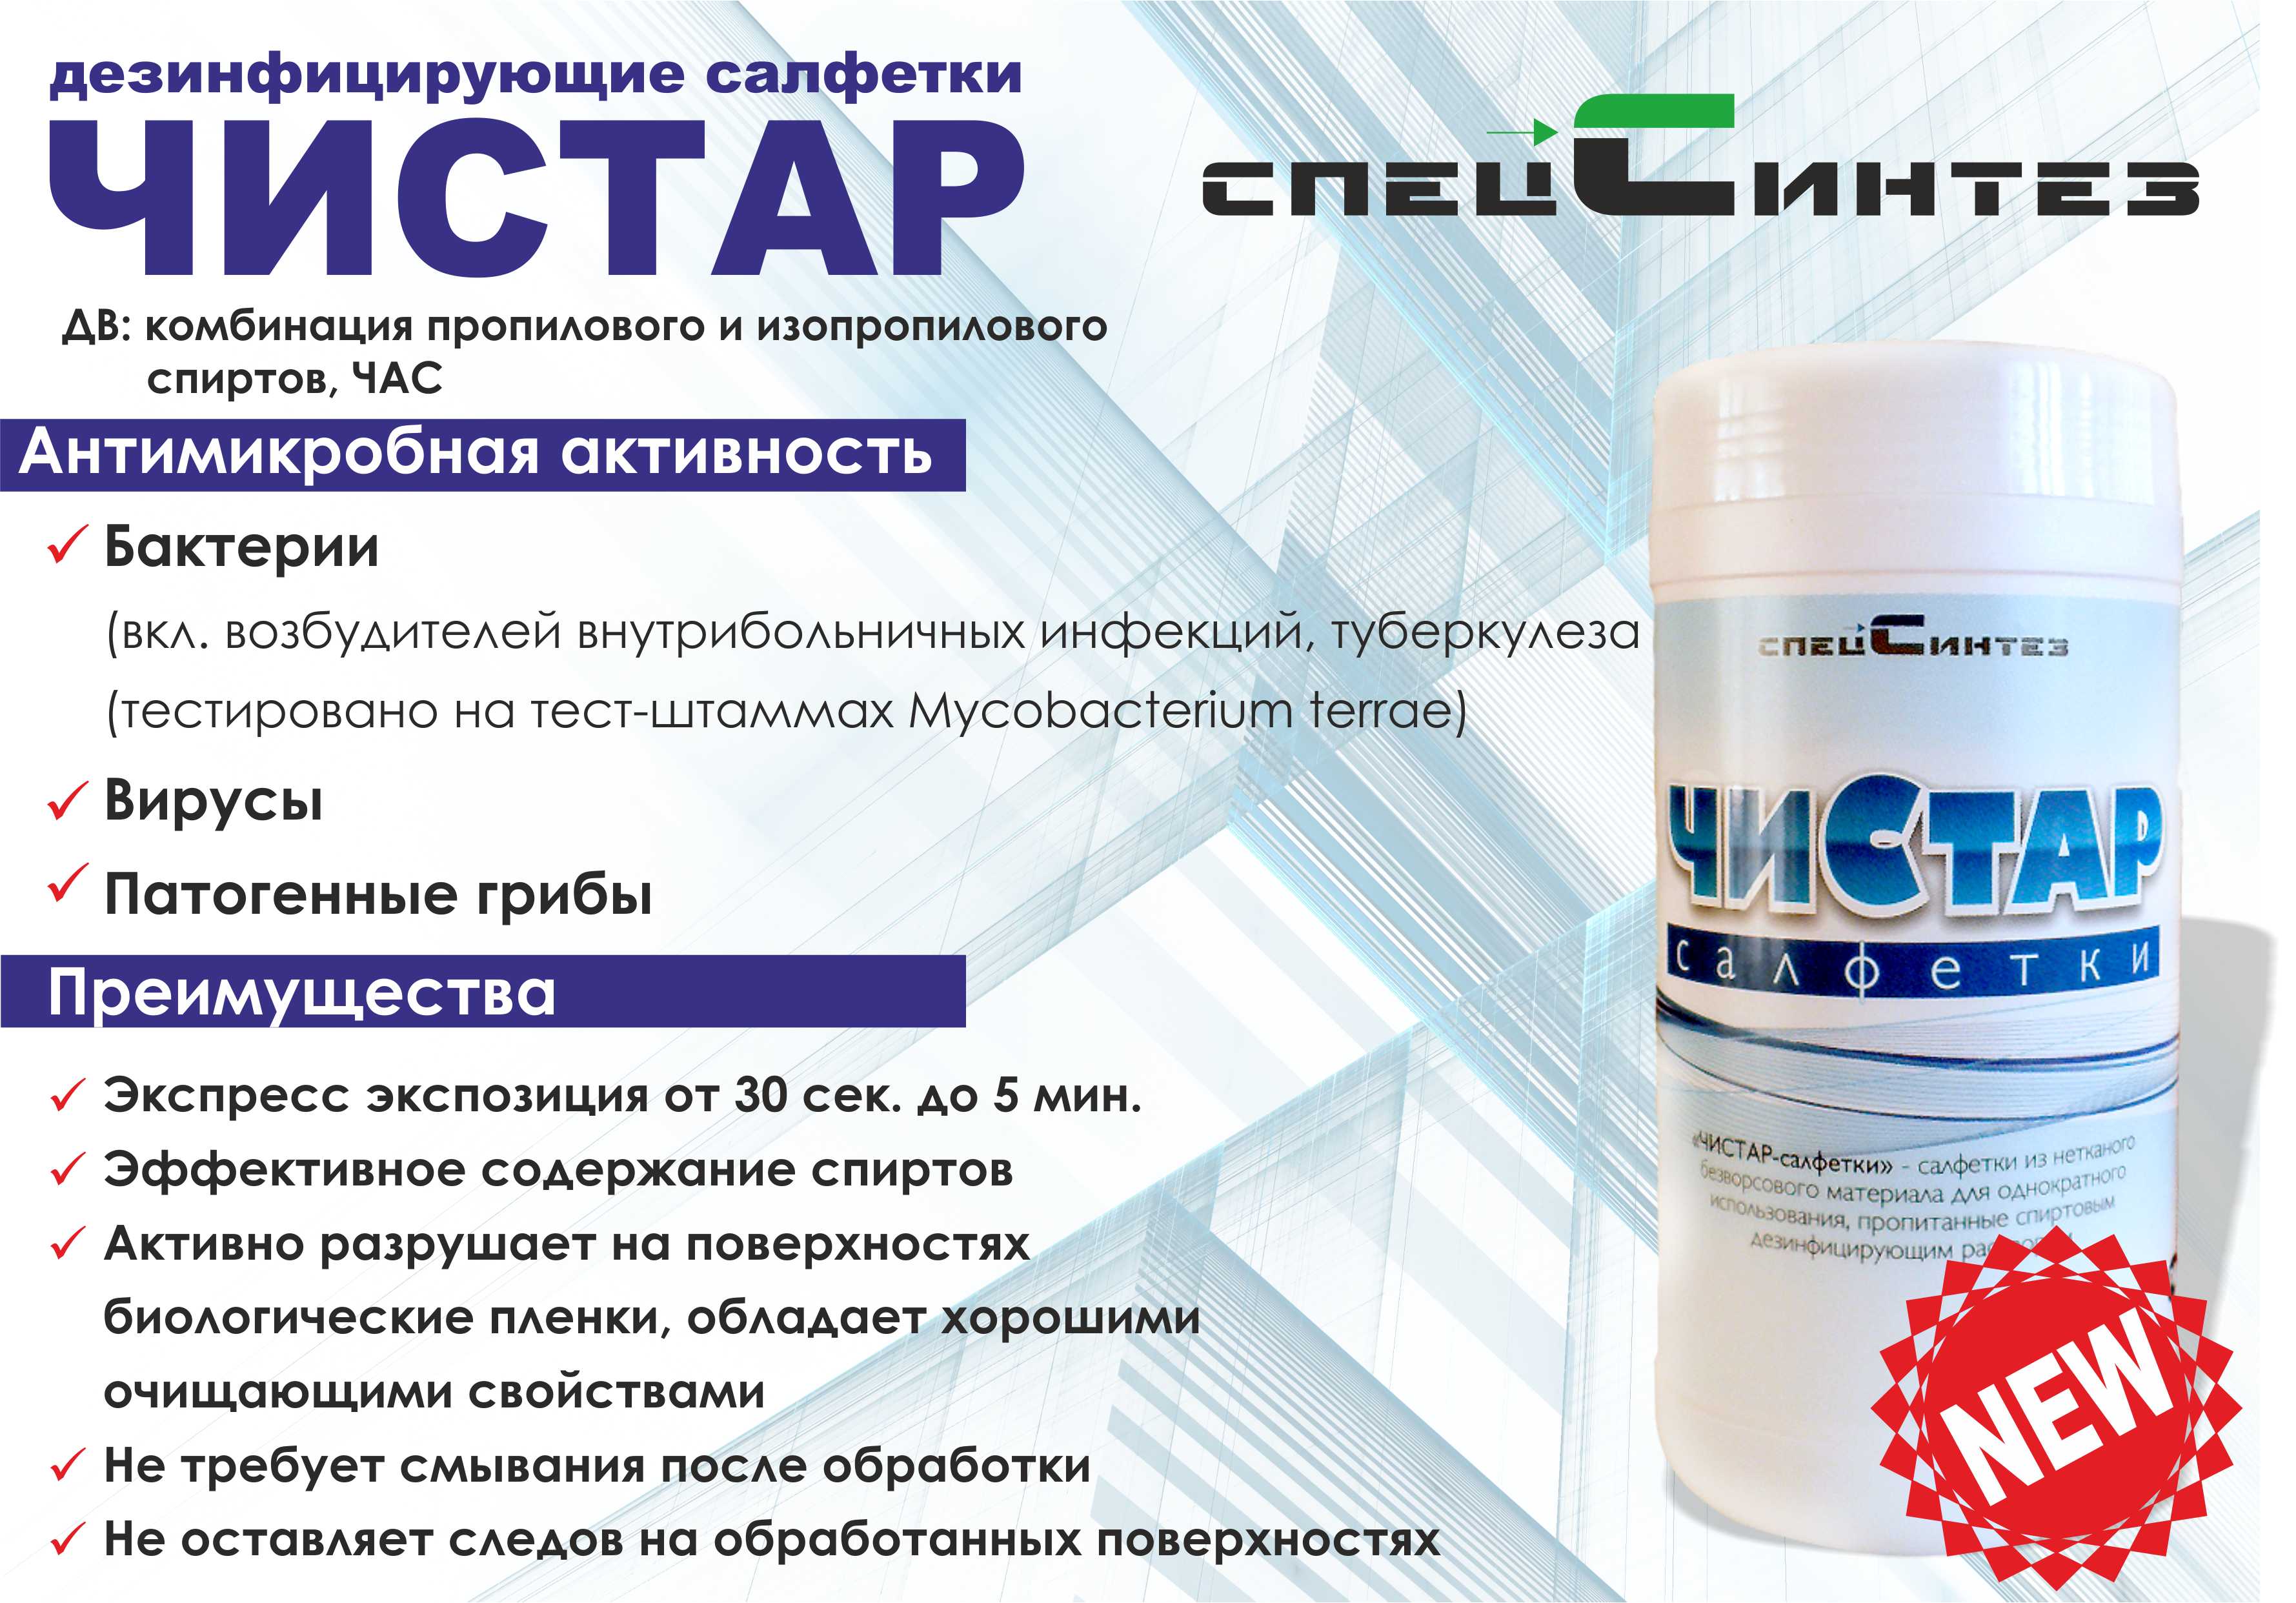 дезинфицирующие салфетки
ЧИСТАР
ДВ: комбинация пропилового и изопропилового
спиртов, ЧАС
Антимикробная активность
Бактерии
(вкл. возбудителей внутрибольничных инфекций, туберкулеза
(тестировано на тест-штаммах Mycobacterium terrae)
Вирусы
Патогенные грибы
Преимущества
Экспресс экспозиция от 30 сек. до 5 мин.
Эффективное содержание спиртов
Активно разрушает на поверхностях
биологические пленки, обладает хорошими
очищающими свойствами
Не требует смывания после обработки
Не оставляет следов на обработанных поверхностях
СПЕЦСИНТЕЗ
СПЕЦСИНТЕЗ
ЧИСТАР
салфетки
«ЧИСТАР-салфетки» - салфетки из нетканого
безворсового материала для однократного
использования, пропитанные спиртовым
дезинфицирующим
NEW